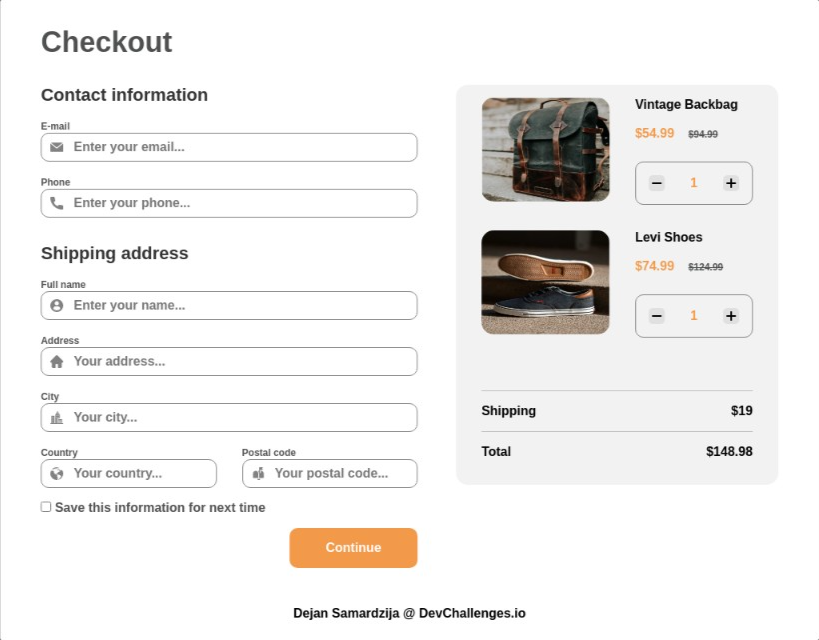 Checkout
Contact information
E-mail
Enter your email...
Phone
Enter your phone...
Shipping address
Full name
Enter your name...
Address
Your address...
City
Your city...
Country
Your country...
Postal code
Your postal code...
Save this information for next time
Continue
Vintage Backbag
$54.99 $94.99
1
Levi Shoes
$74.99 $124.99
1
Shipping $19
Total $148.98
Dejan Samardzija @ DevChallenges.io